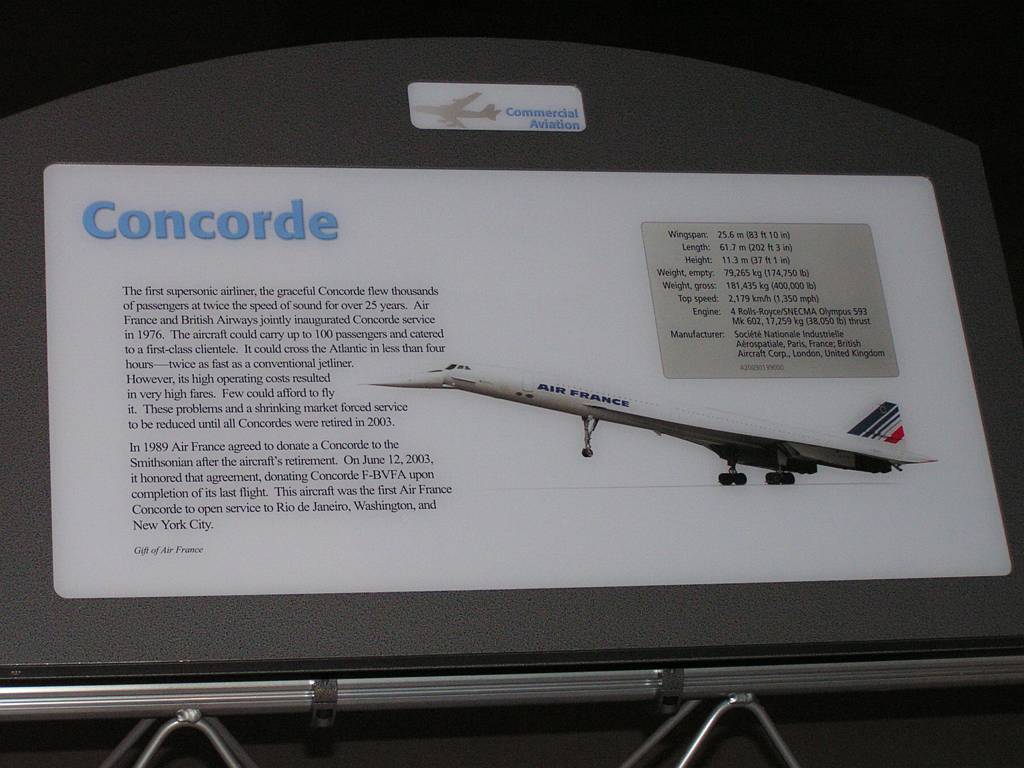 Commercial
Aviation
Concorde
The first supersonic airliner, the graceful Concorde flew thousands
of passengers at twice the speed of sound for over 25 years. Air
France and British Airways jointly inaugurated Concorde service
in 1976. The aircraft could carry up to 100 passengers and catered
to a first-class clientele. It could cross the Atlantic in less than four
hours—twice as fast as a conventional jetliner.
However, its high operating costs resulted
in very high fares. Few could afford to fly
it. These problems and a shrinking market forced service
to be reduced until all Concordes were retired in 2003.
In 1989 Air France agreed to donate a Concorde to the
Smithsonian after the aircraft's retirement. On June 12, 2003,
it honored that agreement, donating Concorde F-BVFA upon
completion of its last flight. This aircraft was the first Air France
Concorde to open service to Rio de Janeiro, Washington, and
New York City.
Gift of Air France
Wingspan: 25.6 m (83 ft 10 in)
Length: 61.7 m (202 ft 3 in)
Height: 11.3 m (37 ft 1 in)
Weight, empty: 79,265 kg (174,750 lb)
Weight, gross: 181,435 kg (400,000 lb)
Top speed: 2,179 km/h (1,350 mph)
Engine: 4 Rolls-Royce/SNECMA Olympus 593
Mk 602, 17,259 kg (38,050 lb) thrust
Manufacturer: Société Nationale Industrielle
Aérospatiale, Paris, France; British
Aircraft Corp., London, United Kingdom
A20030139000
AIR FRANCE